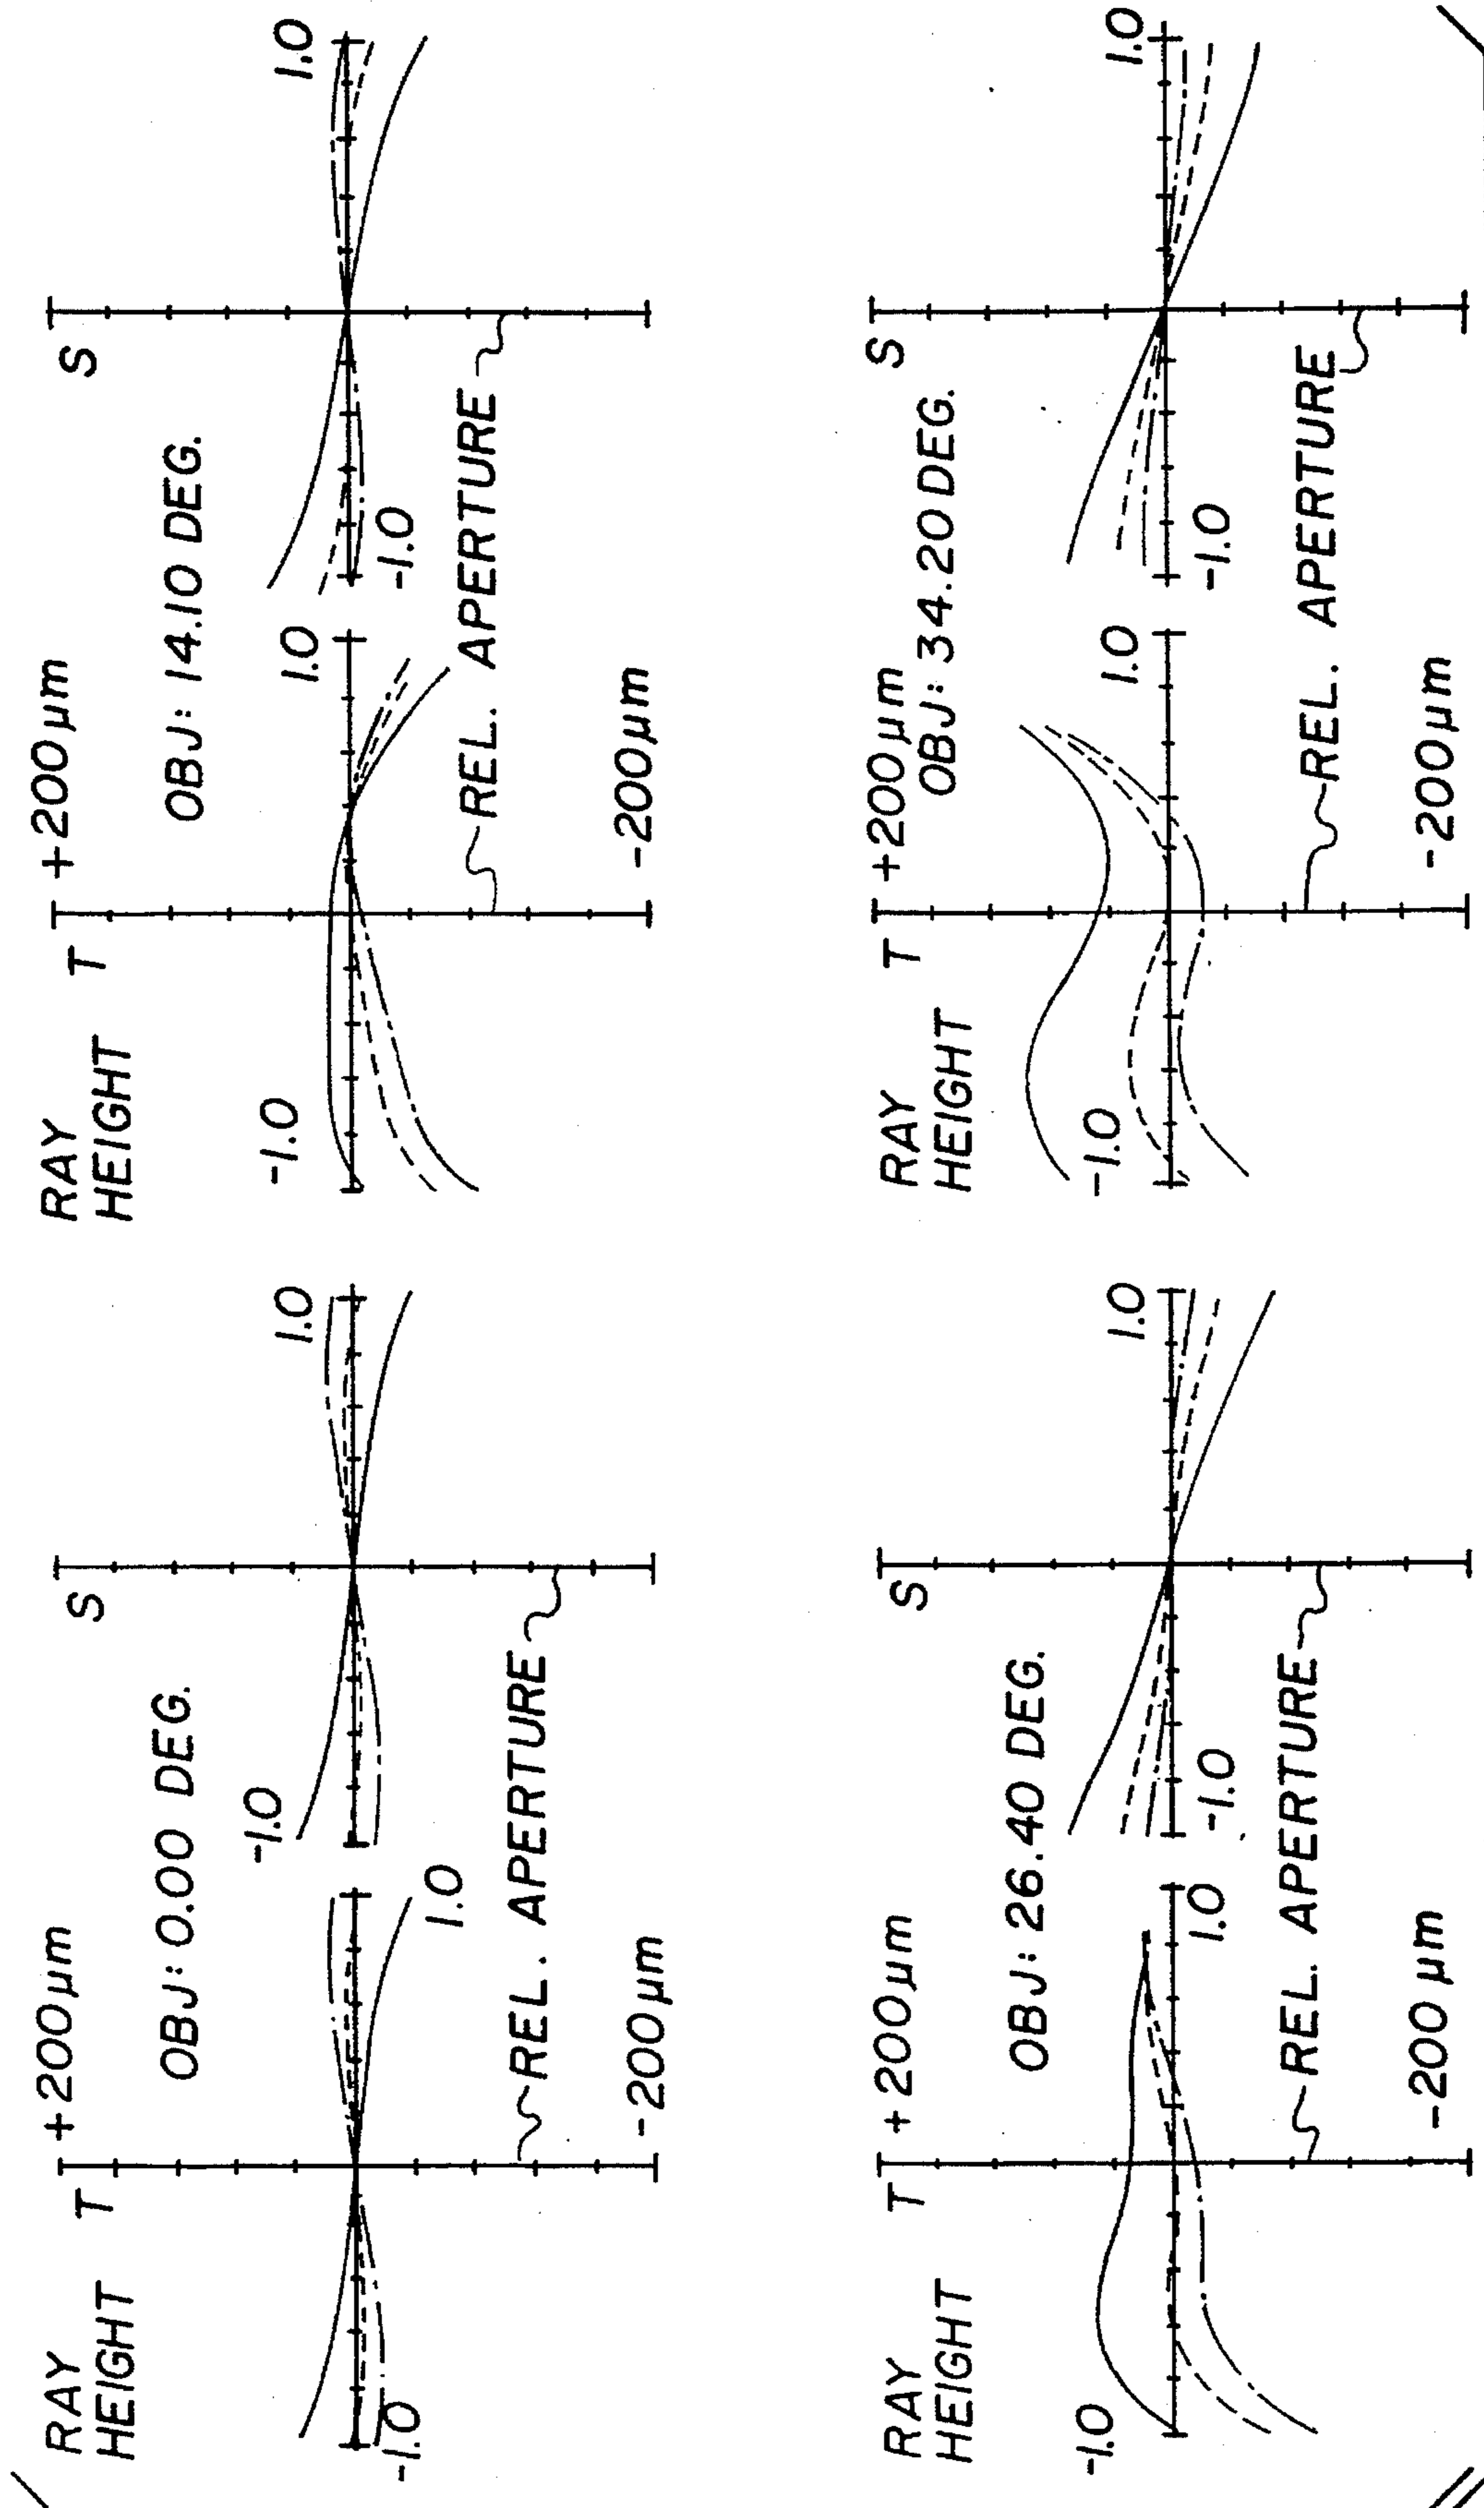 RAY
HEIGHT
T
+200μm
S
OBJ: 0.00 DEG.
-1.0
1.0
-1.0
1.0
REL. APERTURE
-200μm
RAY
HEIGHT
T
+200μm
S
OBJ: 14.10 DEG.
-1.0
1.0
-1.0
1.0
REL. APERTURE
-200μm
RAY
HEIGHT
T
+200μm
S
OBJ: 26.40 DEG.
-1.0
1.0
-1.0
1.0
REL. APERTURE
-200 μm
RAY
HEIGHT
T
+200μm
S
OBJ: 34.20 DEG.
-1.0
1.0
-1.0
1.0
REL. APERTURE
-200μm